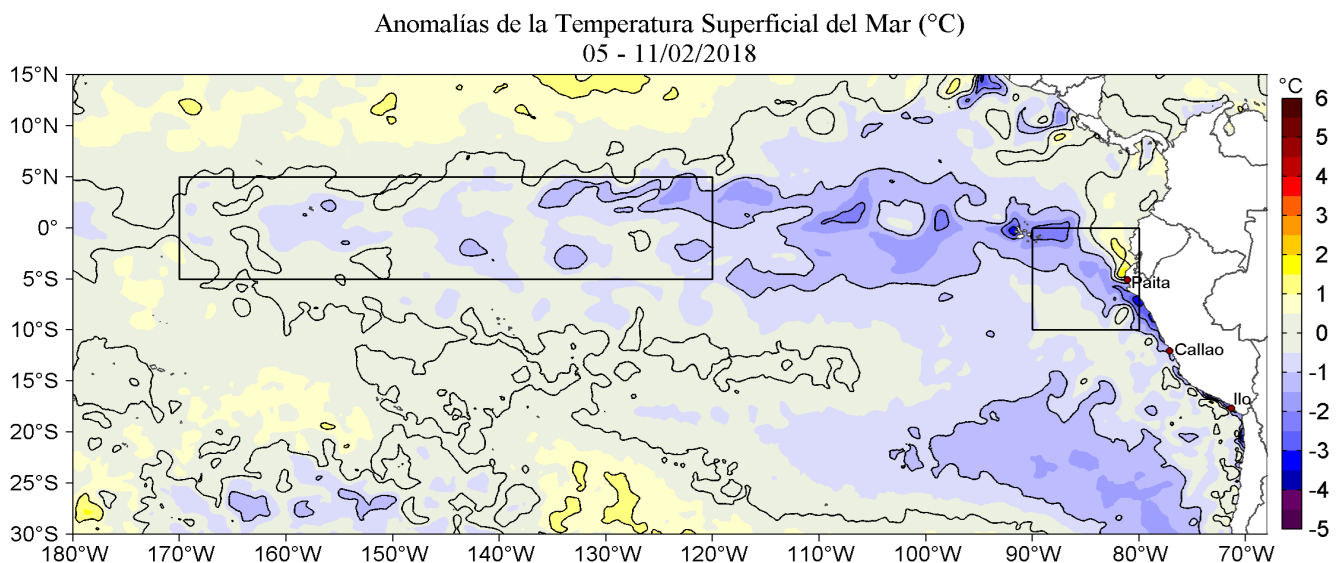 Anomalías de la Temperatura Superficial del Mar (°C)
05 - 11/02/2018
15°N
10°N
5°N
0°
5°S
10°S
15°S
20°S
25°S
30°S
180°W
170°W
160°W
150°W
140°W
130°W
120°W
110°W
100°W
90°W
80°W
70°W
Paita
Callao
Ilo
°C
6
5
4
3
2
1
0
-1
-2
-3
-4
-5